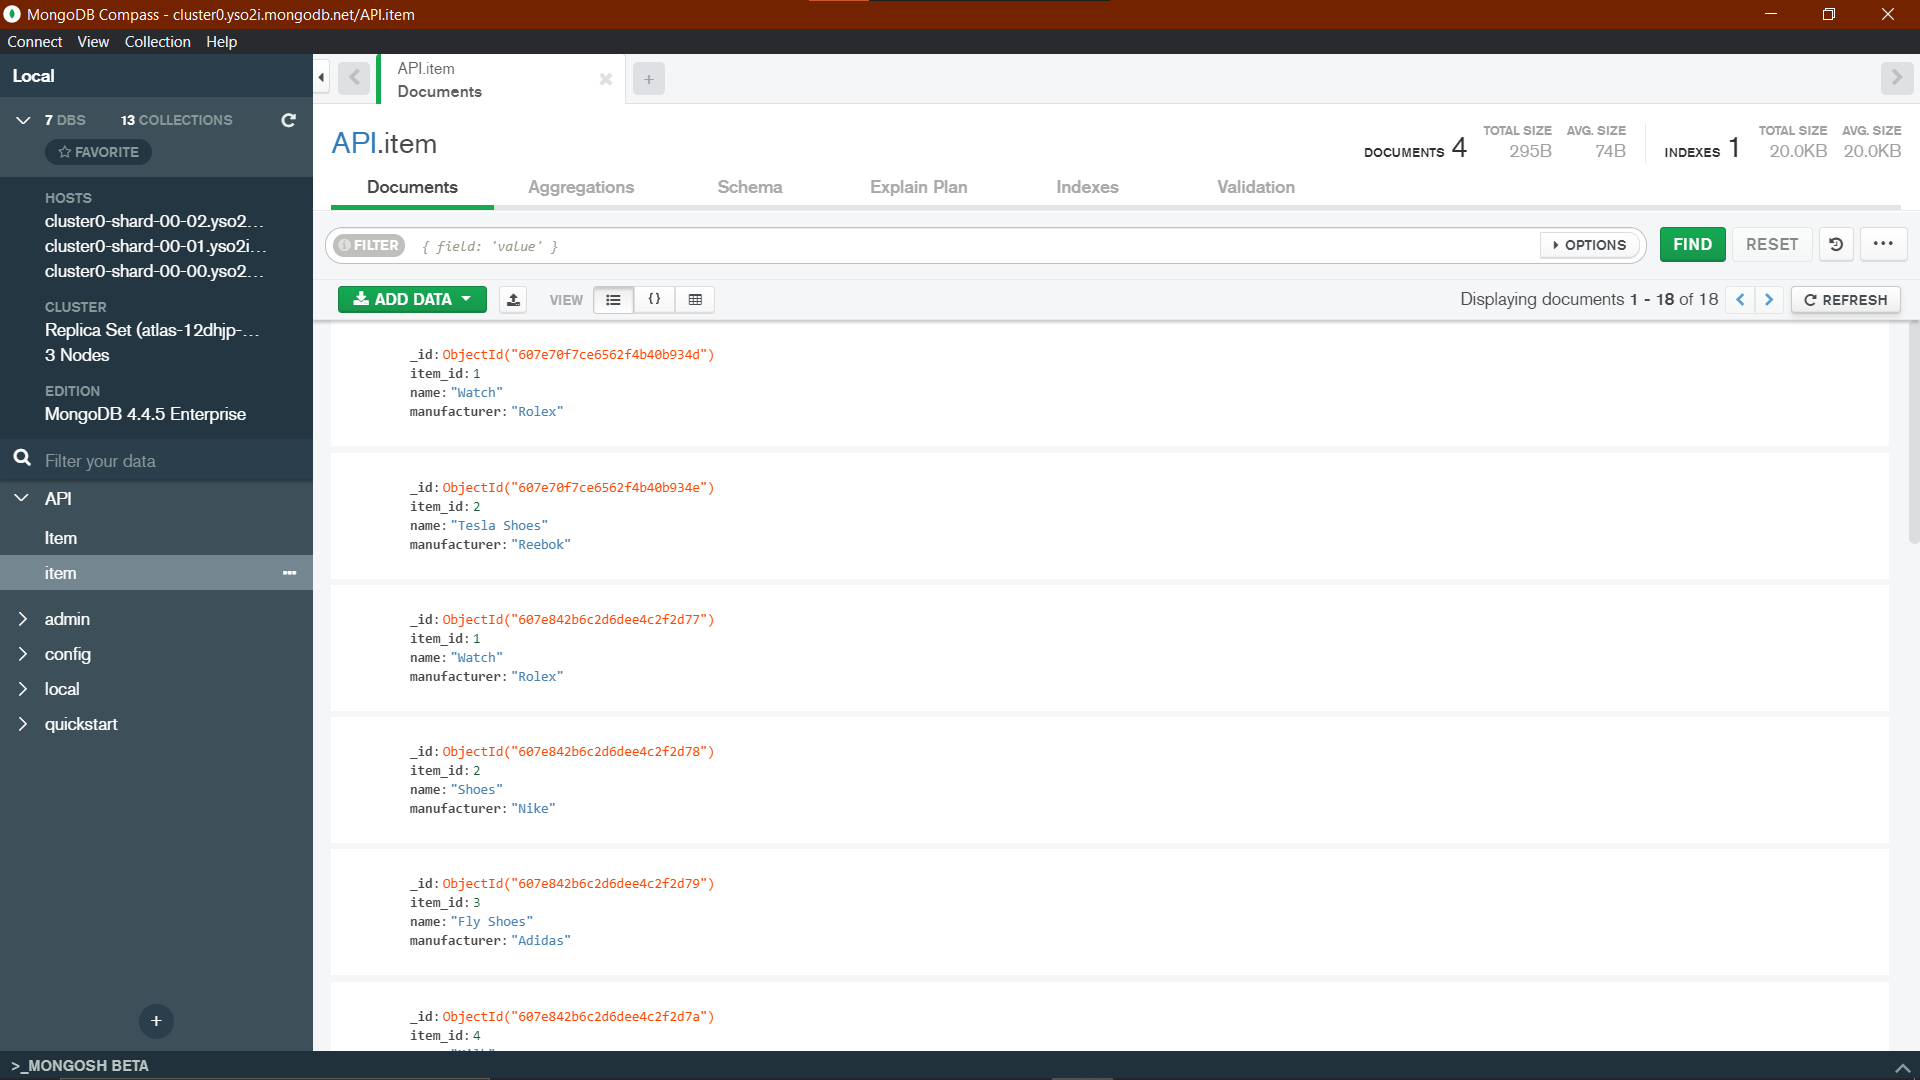 MongoDB Compass - cluster0.yso2i.mongodb.net/API.item
Connect View Collection Help
Local
7 DBS 13 COLLECTIONS
FAVORITE
HOSTS
cluster0-shard-00-02.yso2...
cluster0-shard-00-01.yso2i...
cluster0-shard-00-00.yso2...
CLUSTER
Replica Set (atlas-12dhjp-...
3 Nodes
EDITION
MongoDB 4.4.5 Enterprise
Filter your data
API
Item
item
admin
config
local
quickstart
+
API.item
Documents
+
API.item
DOCUMENTS 4 TOTAL SIZE 295B AVG. SIZE 74B INDEXES 1 TOTAL SIZE 20.0KB AVG. SIZE 20.0KB
Documents Aggregations Schema Explain Plan Indexes Validation
FILTER { field: 'value' } OPTIONS FIND RESET ...
ADD DATA VIEW {} Displaying documents 1 - 18 of 18 REFRESH
_id: ObjectId("607e70f7ce6562f4b40b934d")
item_id: 1
name: "Watch"
manufacturer: "Rolex"
_id: ObjectId("607e70f7ce6562f4b40b934e")
item_id: 2
name: "Tesla Shoes"
manufacturer: "Reebok"
_id: ObjectId("607e842b6c2d6dee4c2f2d77")
item_id: 1
name: "Watch"
manufacturer: "Rolex"
_id: ObjectId("607e842b6c2d6dee4c2f2d78")
item_id: 2
name: "Shoes"
manufacturer: "Nike"
_id: ObjectId("607e842b6c2d6dee4c2f2d79")
item_id: 3
name: "Fly Shoes"
manufacturer: "Adidas"
_id: ObjectId("607e842b6c2d6dee4c2f2d7a")
item_id: 4
>_MONGOSH BETA